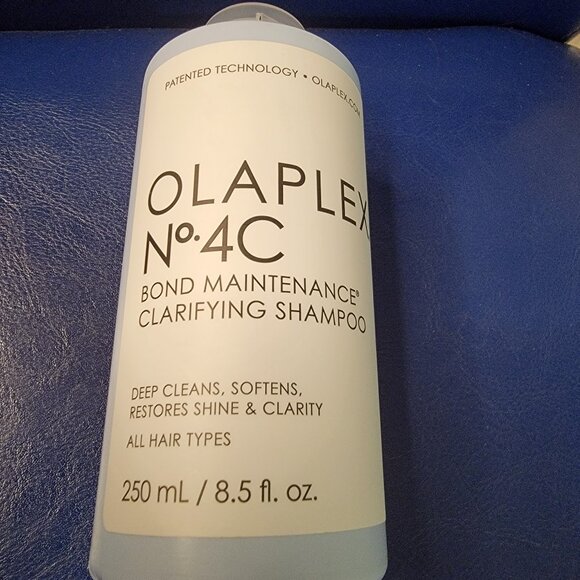 PATENTED TECHNOLOGY • OLAPLEX.COM
OLAPLEX
Nº.4C
BOND MAINTENANCE®
CLARIFYING SHAMPOO
DEEP CLEANS, SOFTENS,
RESTORES SHINE & CLARITY
ALL HAIR TYPES
250 mL / 8.5 fl. oz.